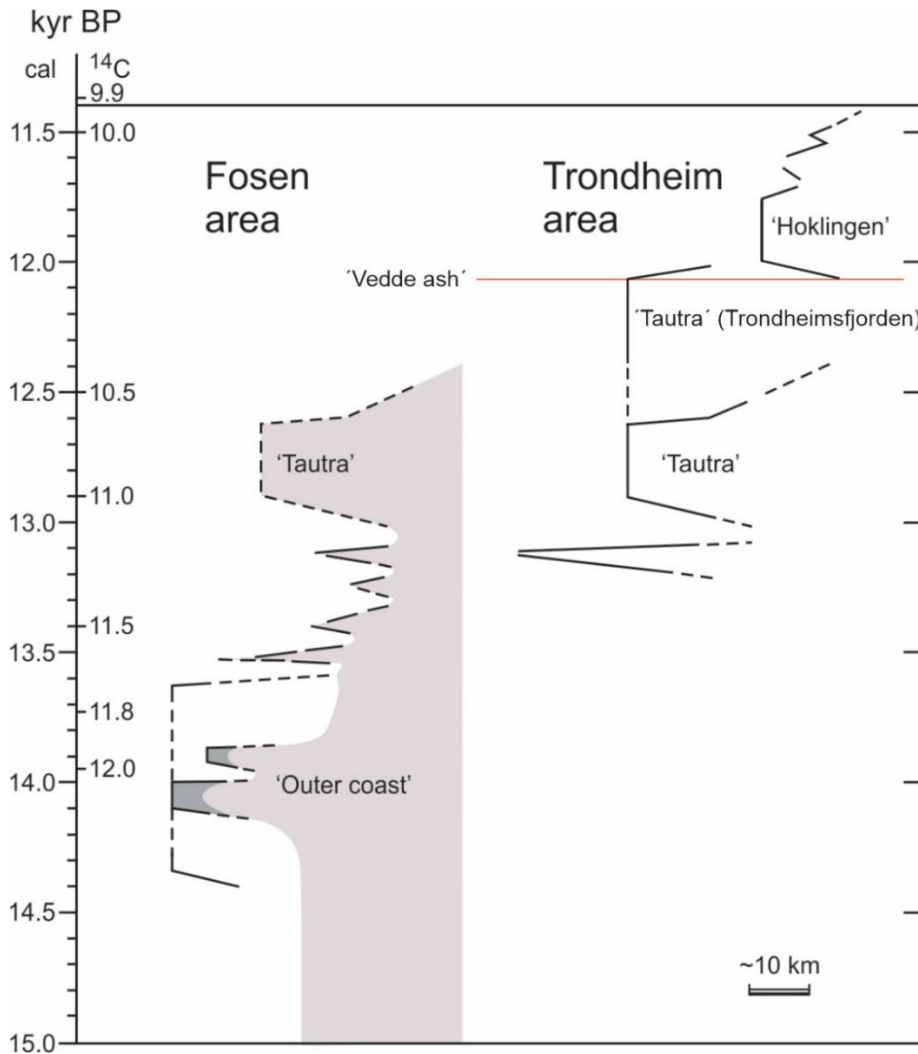 kyr BP
cal
14C
9.9
11.5
10.0
Fosen
area
Trondheim
area
'Hoklingen'
12.0
´Vedde ash´
´Tautra´ (Trondheimsfjorden)
12.5
10.5
'Tautra'
'Tautra'
11.0
13.0
11.5
13.5
11.8
12.0
14.0
'Outer coast'
14.5
~10 km
15.0